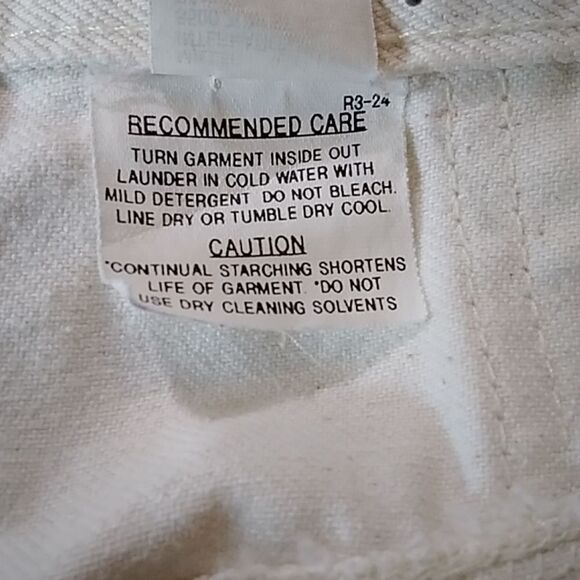 R3-24
RECOMMENDED CARE
TURN GARMENT INSIDE OUT
LAUNDER IN COLD WATER WITH
MILD DETERGENT DO NOT BLEACH.
LINE DRY OR TUMBLE DRY COOL.
CAUTION
*CONTINUAL STARCHING SHORTENS
LIFE OF GARMENT. *DO NOT
USE DRY CLEANING SOLVENTS